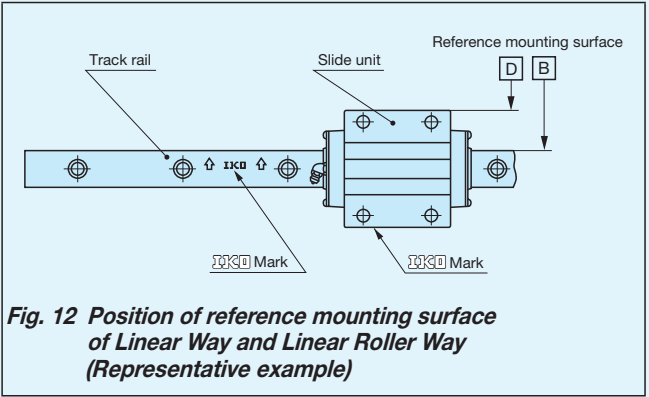 Reference mounting surface
Track rail
Slide unit
D B
IKO
IKO Mark
IKO Mark
Fig. 12 Position of reference mounting surface
of Linear Way and Linear Roller Way
(Representative example)